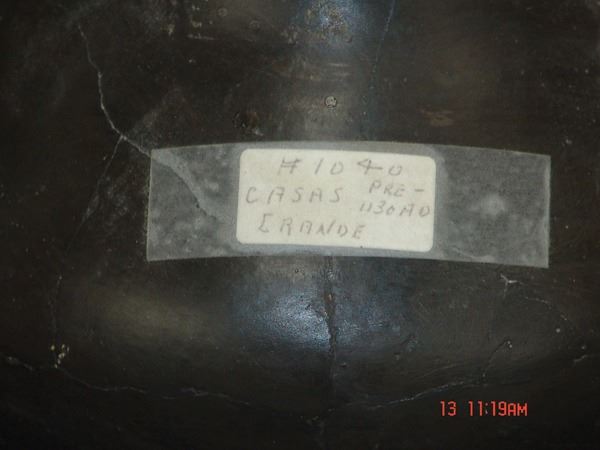 #1040
CASAS PRE-
1130 AD
GRANDE
13 11:19AM